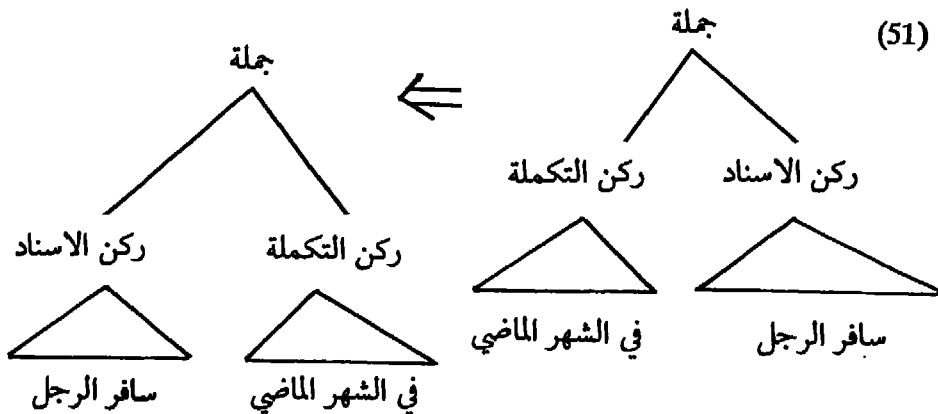 (51)
جملة
ركن الاسناد ركن التكملة
سافر الرجل في الشهر الماضي
جملة
ركن التكملة ركن الاسناد
في الشهر الماضي سافر الرجل